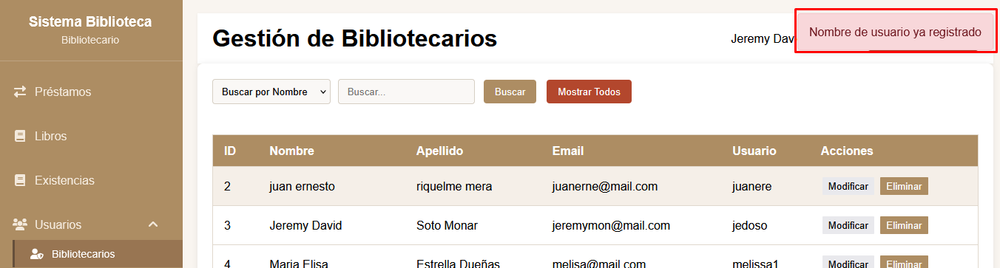 Sistema Biblioteca
Bibliotecario
Préstamos
Libros
Existencias
Usuarios
Bibliotecarios
Gestión de Bibliotecarios
Jeremy Davi
Nombre de usuario ya registrado
Buscar por Nombre
Buscar...
Buscar
Mostrar Todos
ID Nombre Apellido Email Usuario Acciones
2 juan ernesto riquelme mera juanerne@mail.com juanere Modificar Eliminar
3 Jeremy David Soto Monar jeremymon@mail.com jedoso Modificar Eliminar
4 Maria Elisa Estrella Dueñas melisa@mail.com melissa1 Modificar Eliminar